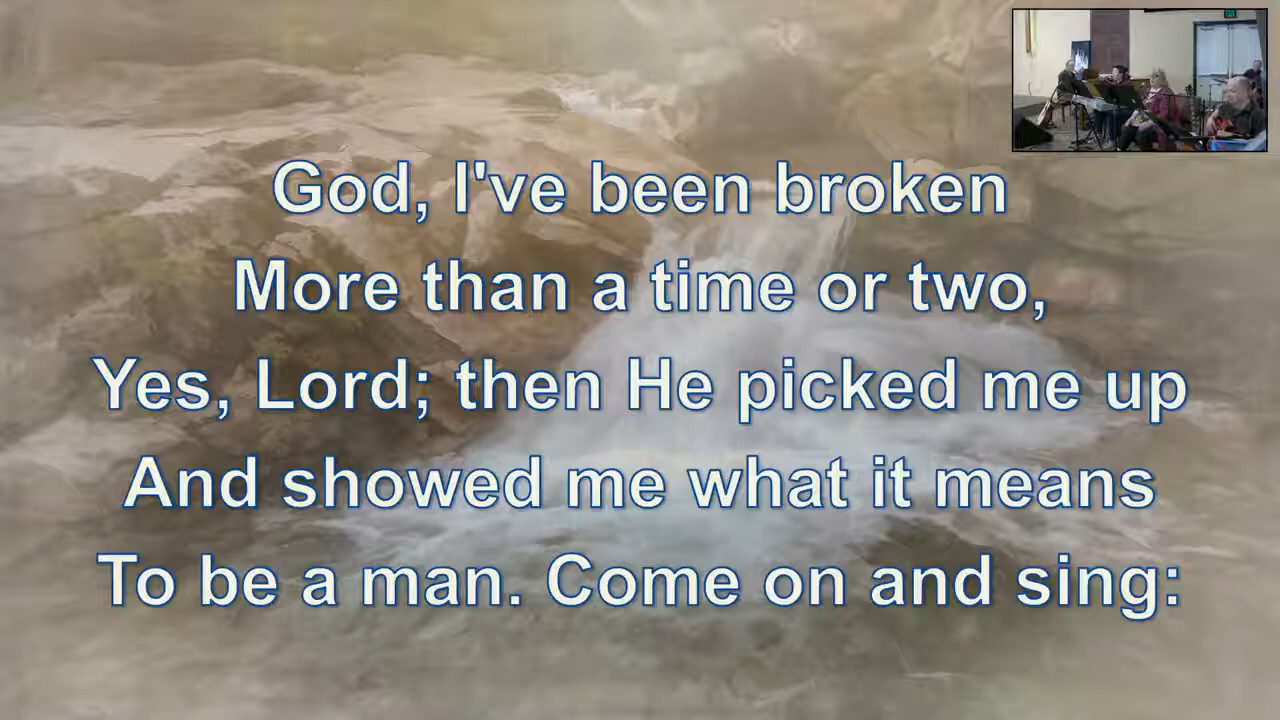 God, I've been broken
More than a time or two,
Yes, Lord; then He picked me up
And showed me what it means
To be a man. Come on and sing: